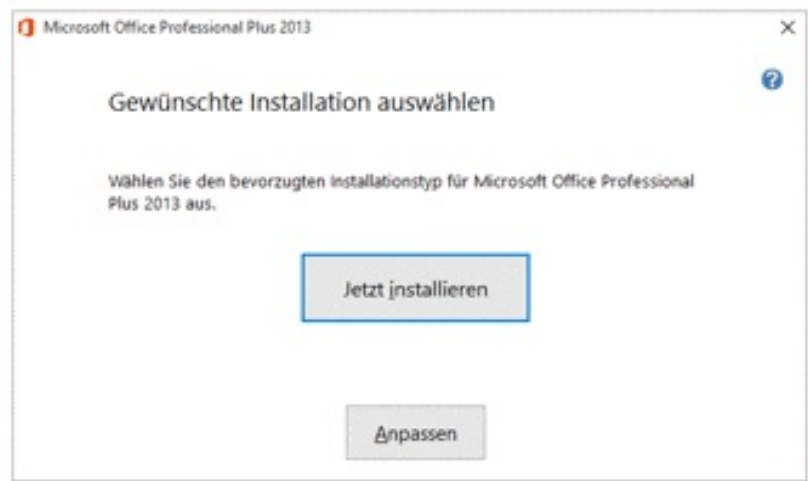 Microsoft Office Professional Plus 2013
?
Gewünschte Installation auswählen
Wählen Sie den bevorzugten Installationstyp für Microsoft Office Professional
Plus 2013 aus.
Jetzt installieren
Anpassen